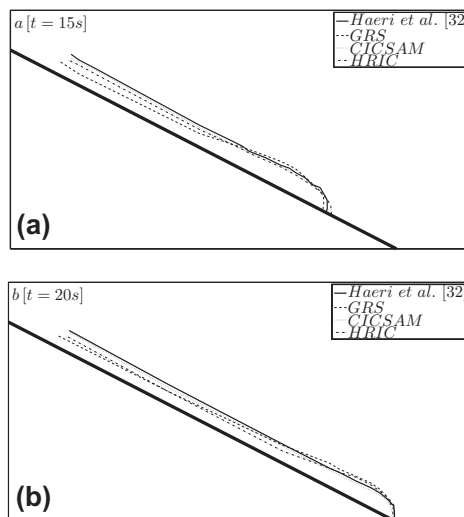 a [t = 15s]
Haeri et al. [32]
GRS
CICSAM
HRIC
(a)
b [t = 20s]
Haeri et al. [32]
GRS
CICSAM
HRIC
(b)